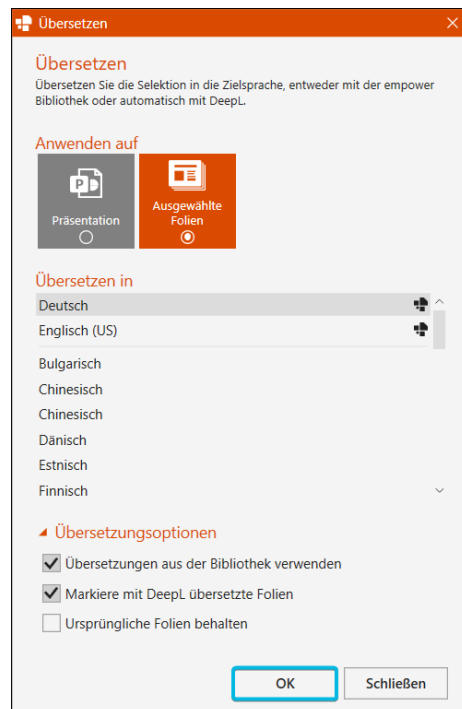 Übersetzen
Übersetzen
Übersetzen Sie die Selektion in die Zielsprache, entweder mit der empower
Bibliothek oder automatisch mit DeepL.
Anwenden auf
Präsentation
Ausgewählte
Folien
Übersetzen in
Deutsch
Englisch (US)
Bulgarisch
Chinesisch
Chinesisch
Dänisch
Estnisch
Finnisch
Übersetzungsoptionen
Übersetzungen aus der Bibliothek verwenden
Markiere mit DeepL übersetzte Folien
Ursprüngliche Folien behalten
OK Schließen